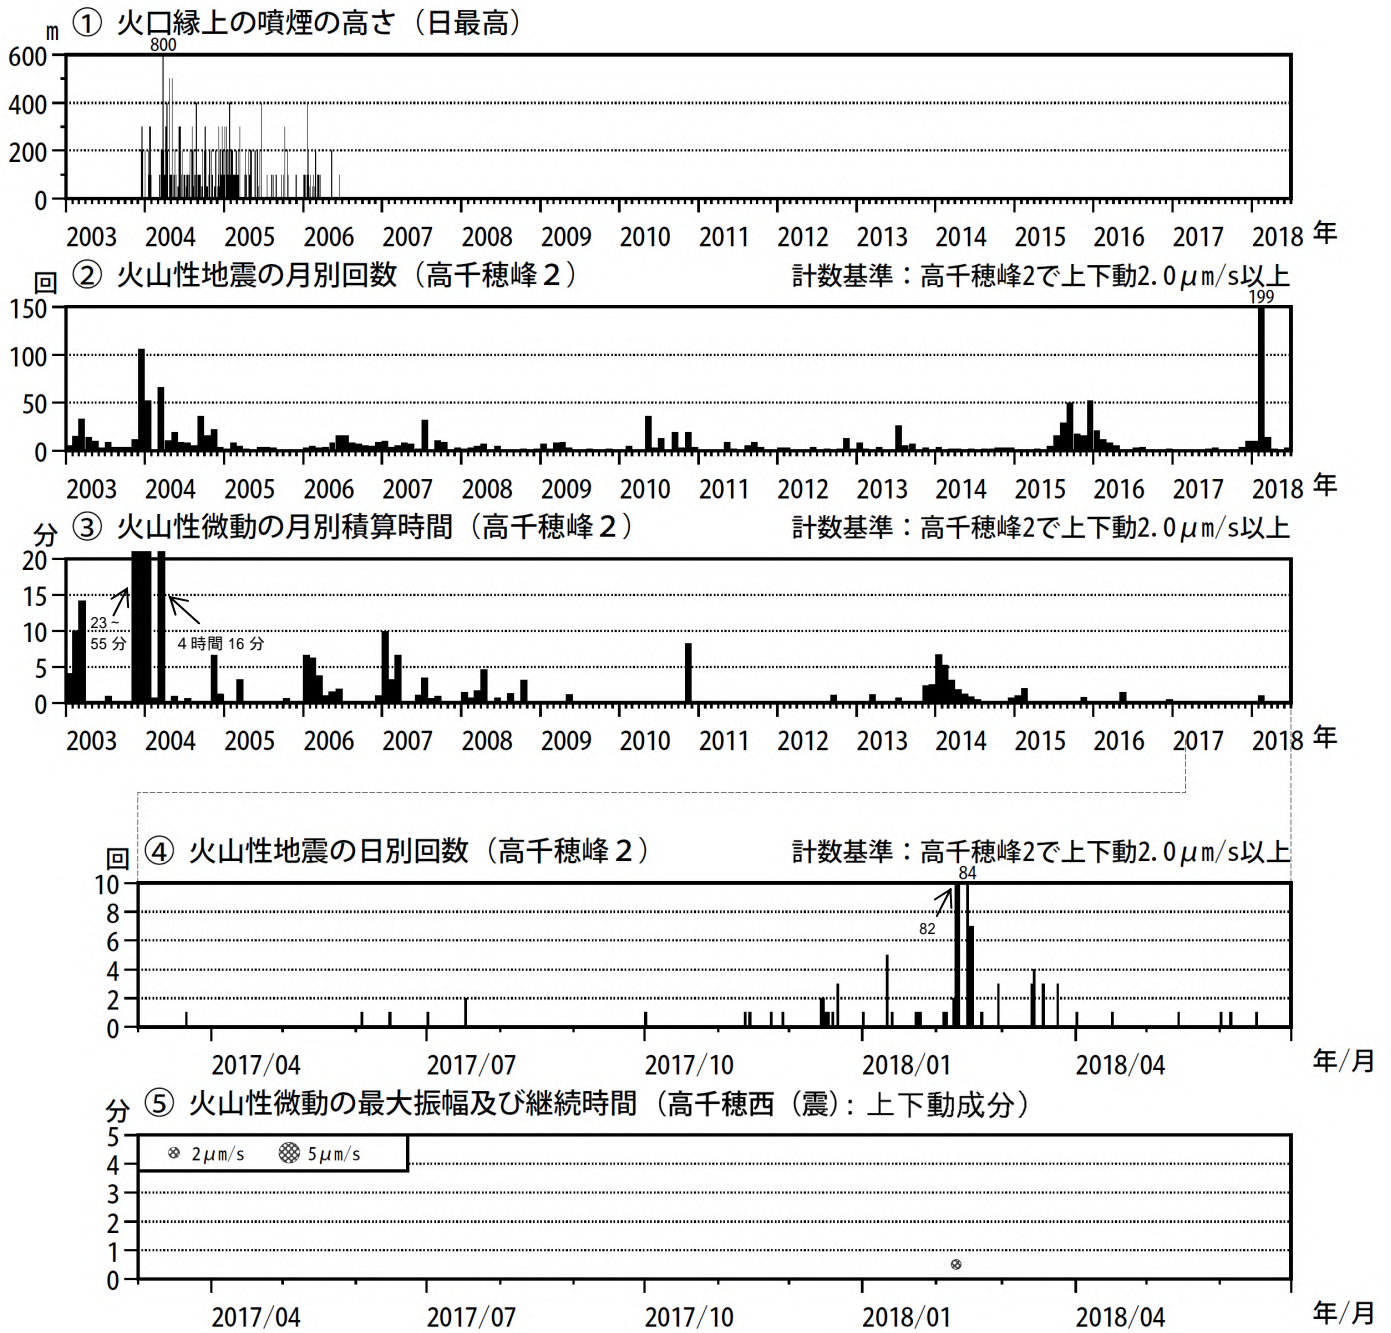 m ① 火口縁上の噴煙の高さ（日最高）
800
600
400
200
0
2003 2004 2005 2006 2007 2008 2009 2010 2011 2012 2013 2014 2015 2016 2017 2018 年
回 ② 火山性地震の月別回数（高千穂峰２） 計数基準：高千穂峰2で上下動2.0μm/s以上
199
150
100
50
0
2003 2004 2005 2006 2007 2008 2009 2010 2011 2012 2013 2014 2015 2016 2017 2018 年
分 ③ 火山性微動の月別積算時間（高千穂峰２） 計数基準：高千穂峰2で上下動2.0μm/s以上
20
15
10
5
0
23～
55 分
4 時間 16 分
2003 2004 2005 2006 2007 2008 2009 2010 2011 2012 2013 2014 2015 2016 2017 2018 年
回 ④ 火山性地震の日別回数（高千穂峰２） 計数基準：高千穂峰2で上下動2.0μm/s以上
84
82
10
8
6
4
2
0
2017/04 2017/07 2017/10 2018/01 2018/04 年/月
分 ⑤ 火山性微動の最大振幅及び継続時間（高千穂西（震）：上下動成分）
2μm/s 5μm/s
5
4
3
2
1
0
2017/04 2017/07 2017/10 2018/01 2018/04 年/月